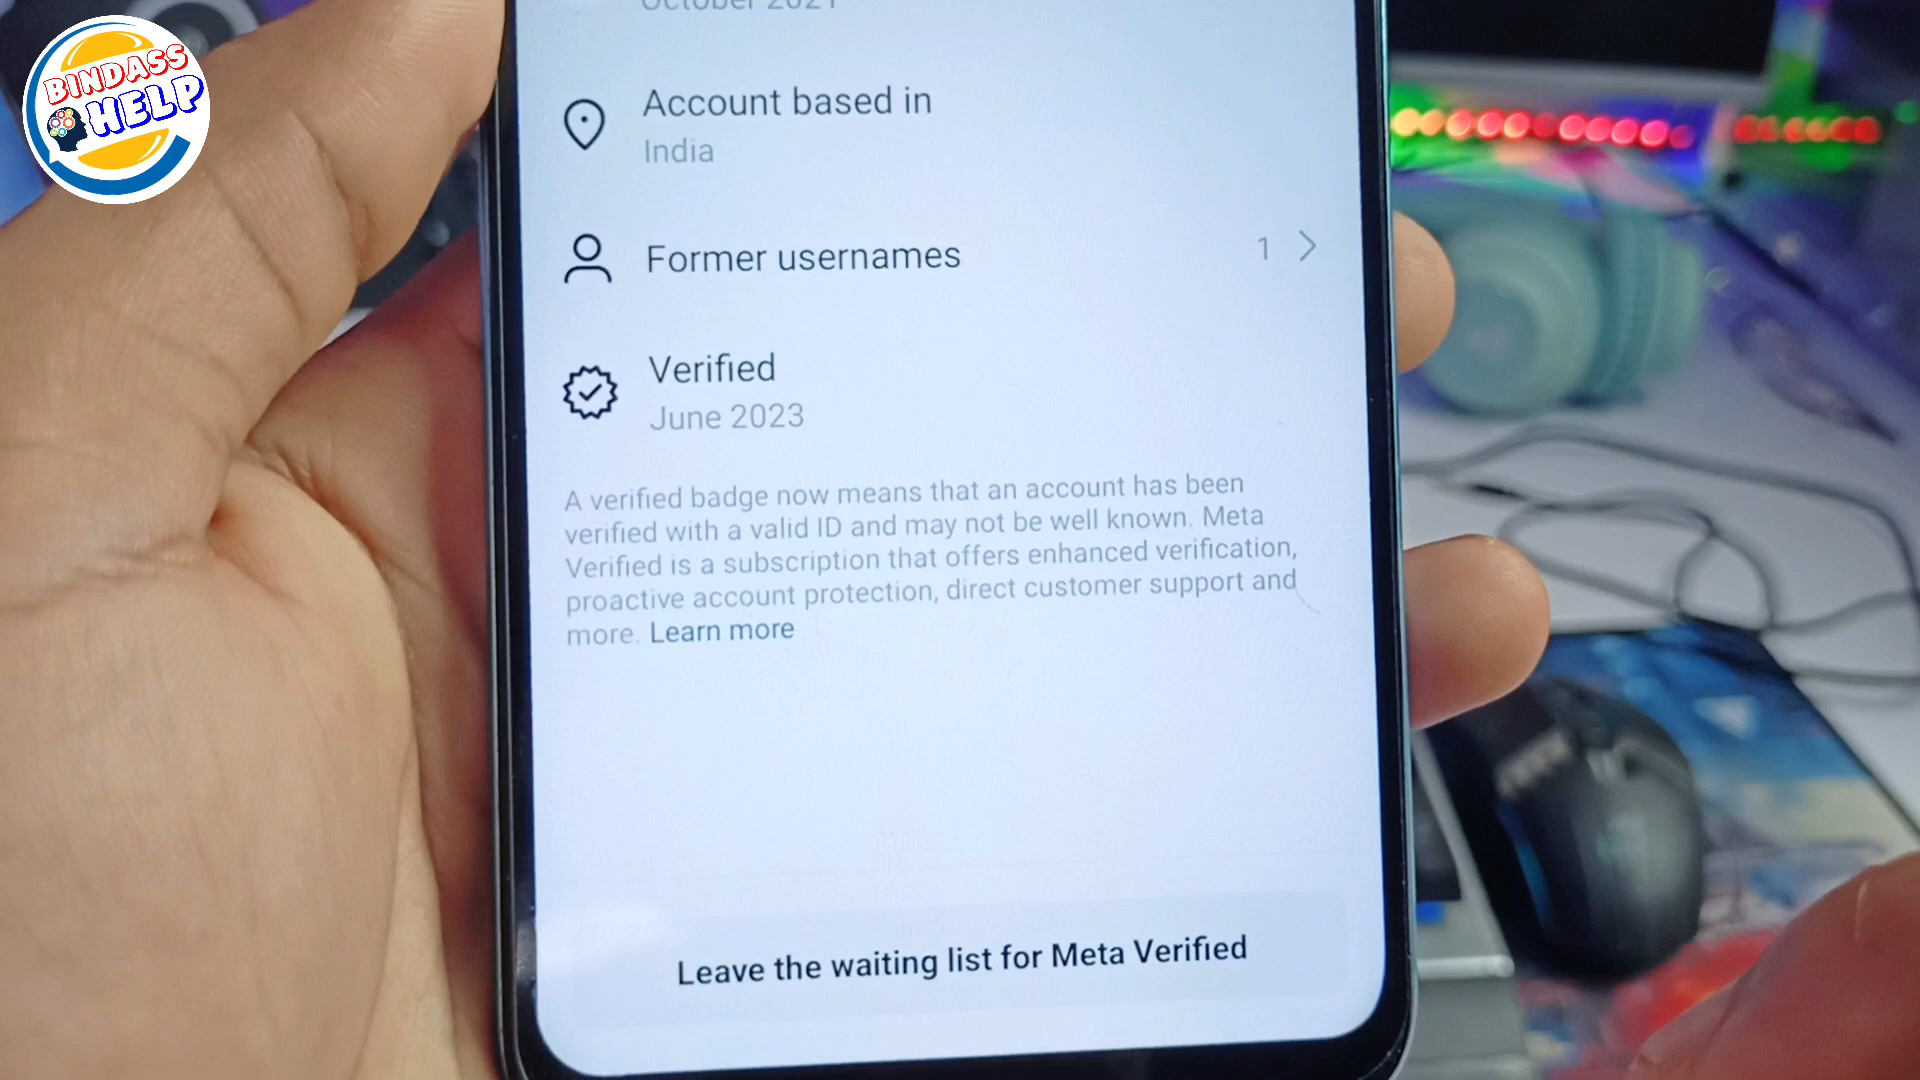 BINDASS
HELP
October 2021
Account based in
India
Former usernames
1
Verified
June 2023
A verified badge now means that an account has been
verified with a valid ID and may not be well known. Meta
Verified is a subscription that offers enhanced verification,
proactive account protection, direct customer support and
more. Learn more
Leave the waiting list for Meta Verified